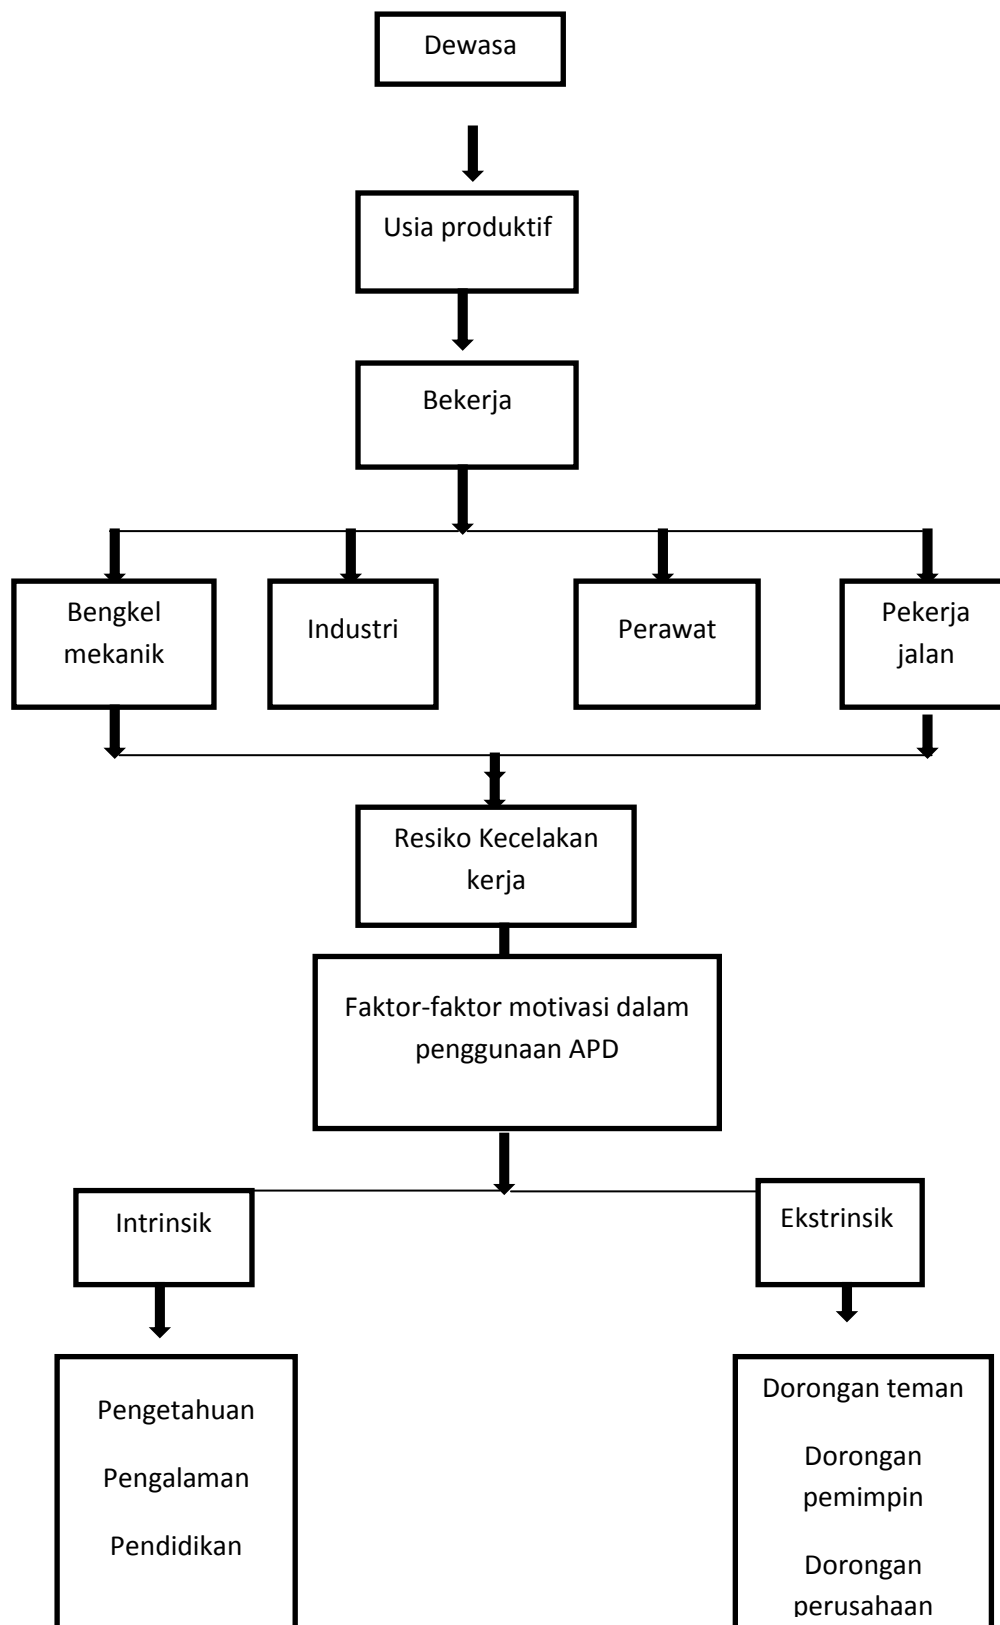 Dewasa
Usia produktif
Bekerja
Bengkel
mekanik
Industri
Perawat
Pekerja
jalan
Resiko Kecelakan
kerja
Faktor-faktor motivasi dalam
penggunaan APD
Intrinsik
Ekstrinsik
Pengetahuan
Pengalaman
Pendidikan
Dorongan teman
Dorongan
pemimpin
Dorongan
perusahaan